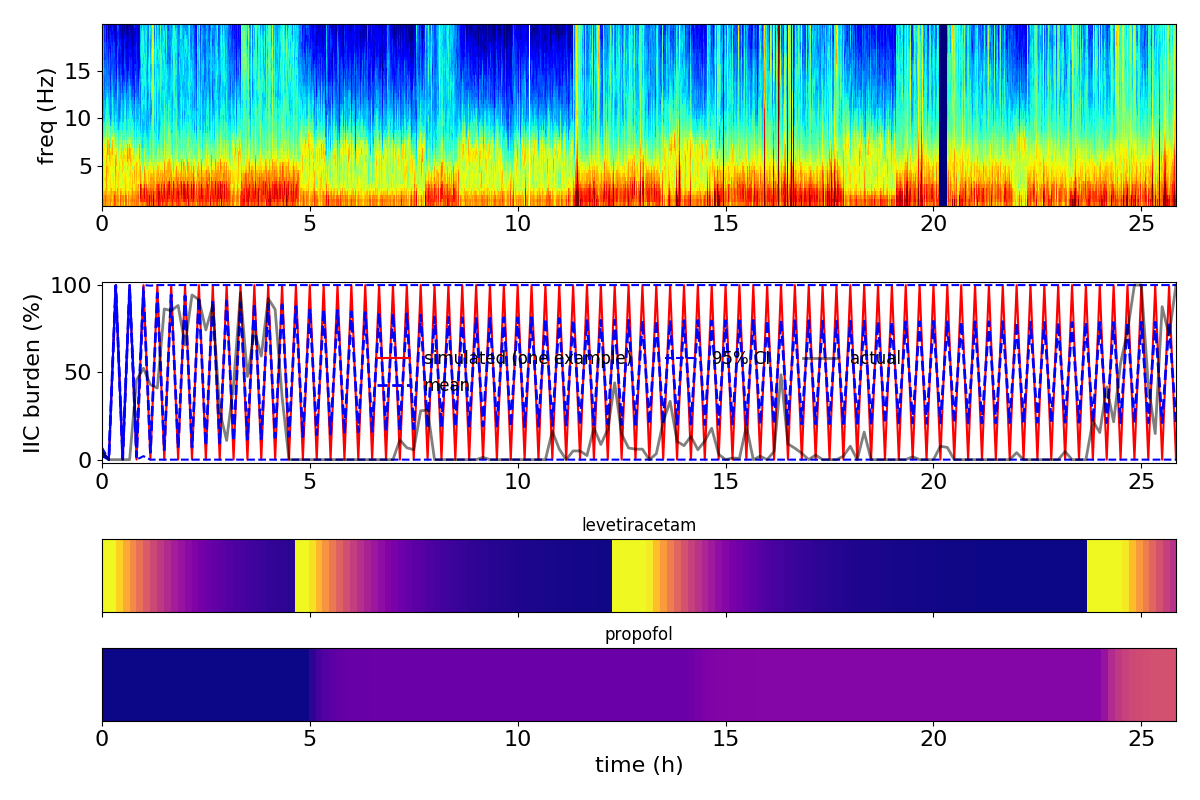 freq (Hz)
15
10
5
0 5 10 15 20 25
IIC burden (%)
100
50
0
simulated (one example) 95% CI actual
mean
0 5 10 15 20 25
levetiracetam
propofol
0 5 10 15 20 25
time (h)